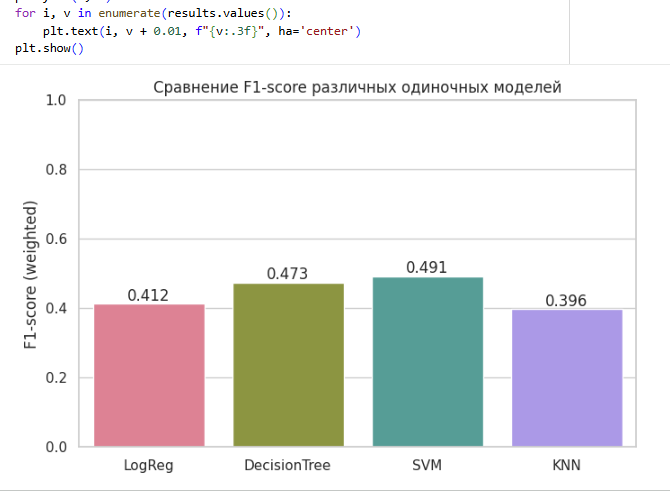 for i, v in enumerate(results.values()):
    plt.text(i, v + 0.01, f"{v:.3f}", ha='center')
plt.show()
Сравнение F1-score различных одиночных моделей
1.0
0.8
0.6
0.4
0.2
0.0
F1-score (weighted)
0.412
0.473
0.491
0.396
LogReg
DecisionTree
SVM
KNN